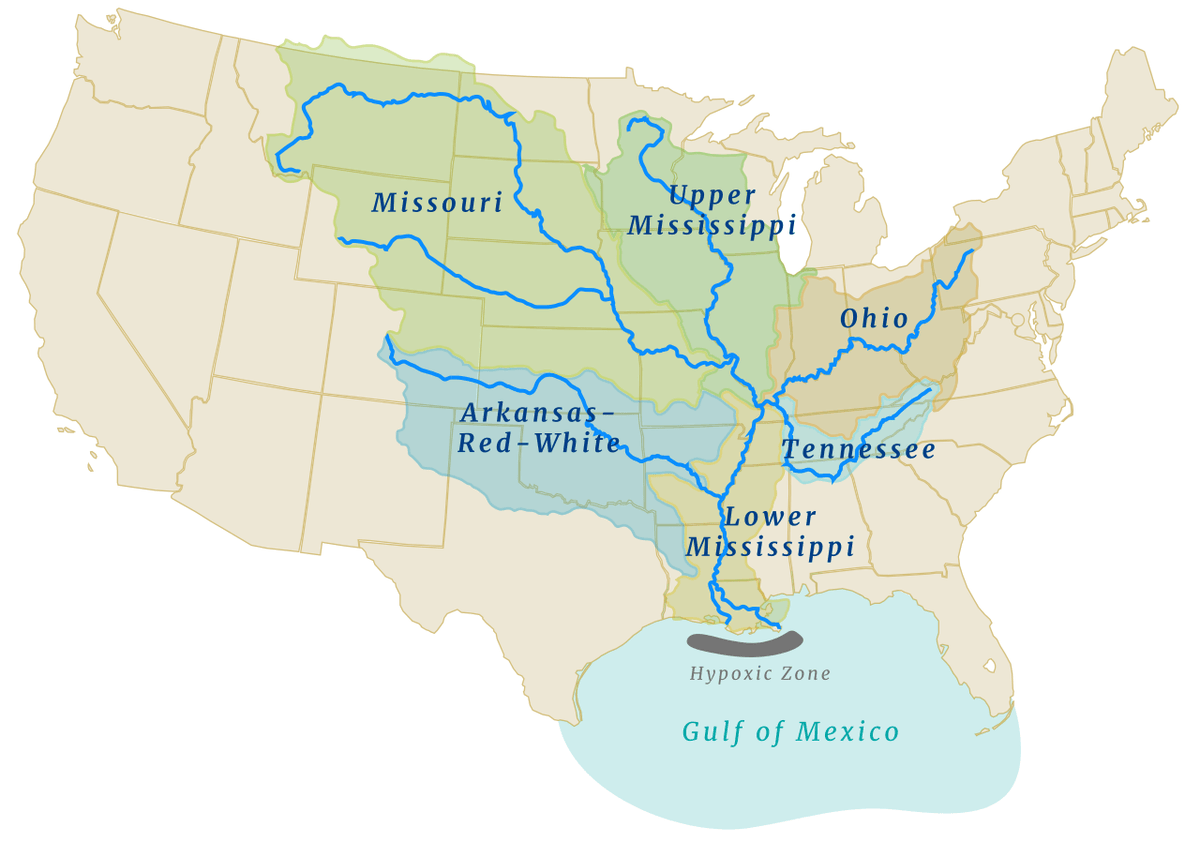 Missouri
Upper
Mississippi
Ohio
Arkansas–
Red–White
Tennessee
Lower
Mississippi
Hypoxic Zone
Gulf of Mexico